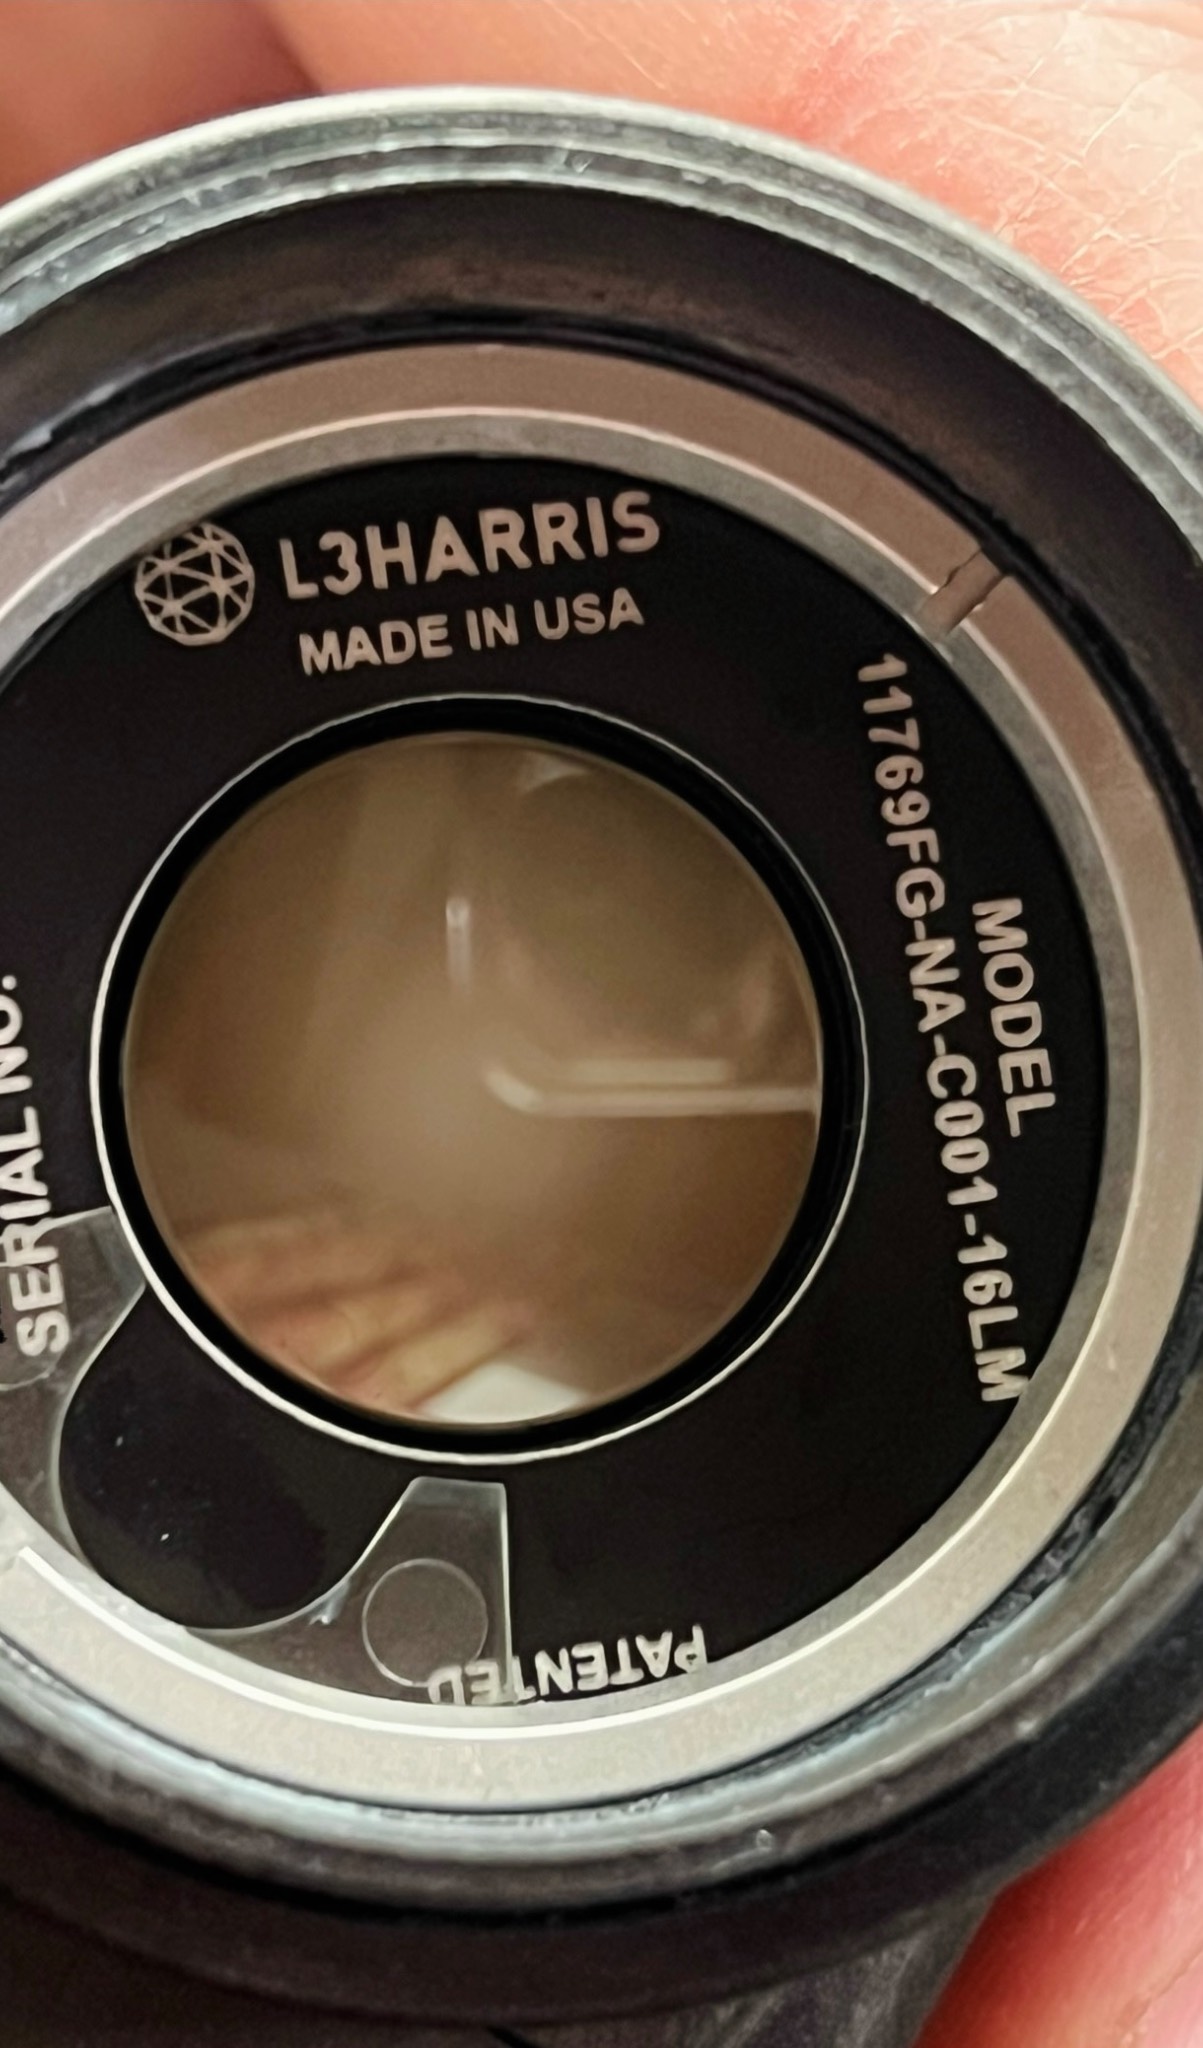 L3HARRIS
MADE IN USA
MODEL
11769FG-NA-C001-16LM
PATENTED
SERIAL NO.